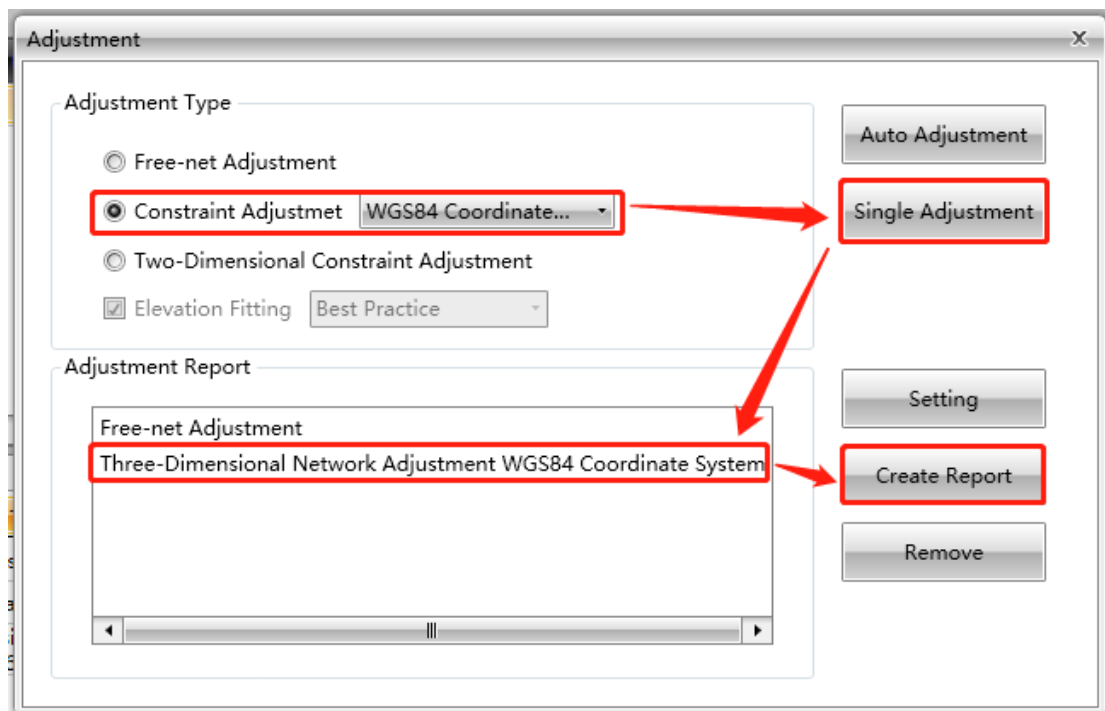 Adjustment
x
Adjustment Type
Free-net Adjustment
Constraint Adjustmet WGS84 Coordinate...
Two-Dimensional Constraint Adjustment
Elevation Fitting Best Practice
Auto Adjustment
Single Adjustment
Adjustment Report
Free-net Adjustment
Three-Dimensional Network Adjustment WGS84 Coordinate System
Setting
Create Report
Remove